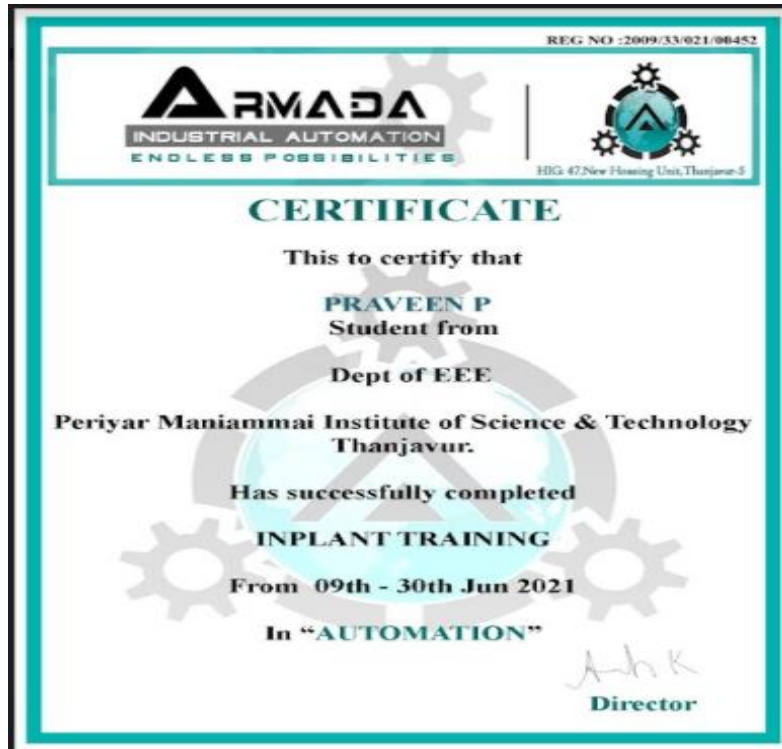 REG NO :2009/33/021/00452
ARMADA
INDUSTRIAL AUTOMATION
ENDLESS POSSIBILITIES
HIG: 47,New Housing Unit,Thanjavur-5
CERTIFICATE
This to certify that
PRAVEEN P
Student from
Dept of EEE
Periyar Maniammai Institute of Science & Technology
Thanjavur.
Has successfully completed
INPLANT TRAINING
From 09th - 30th Jun 2021
In “AUTOMATION”
Director